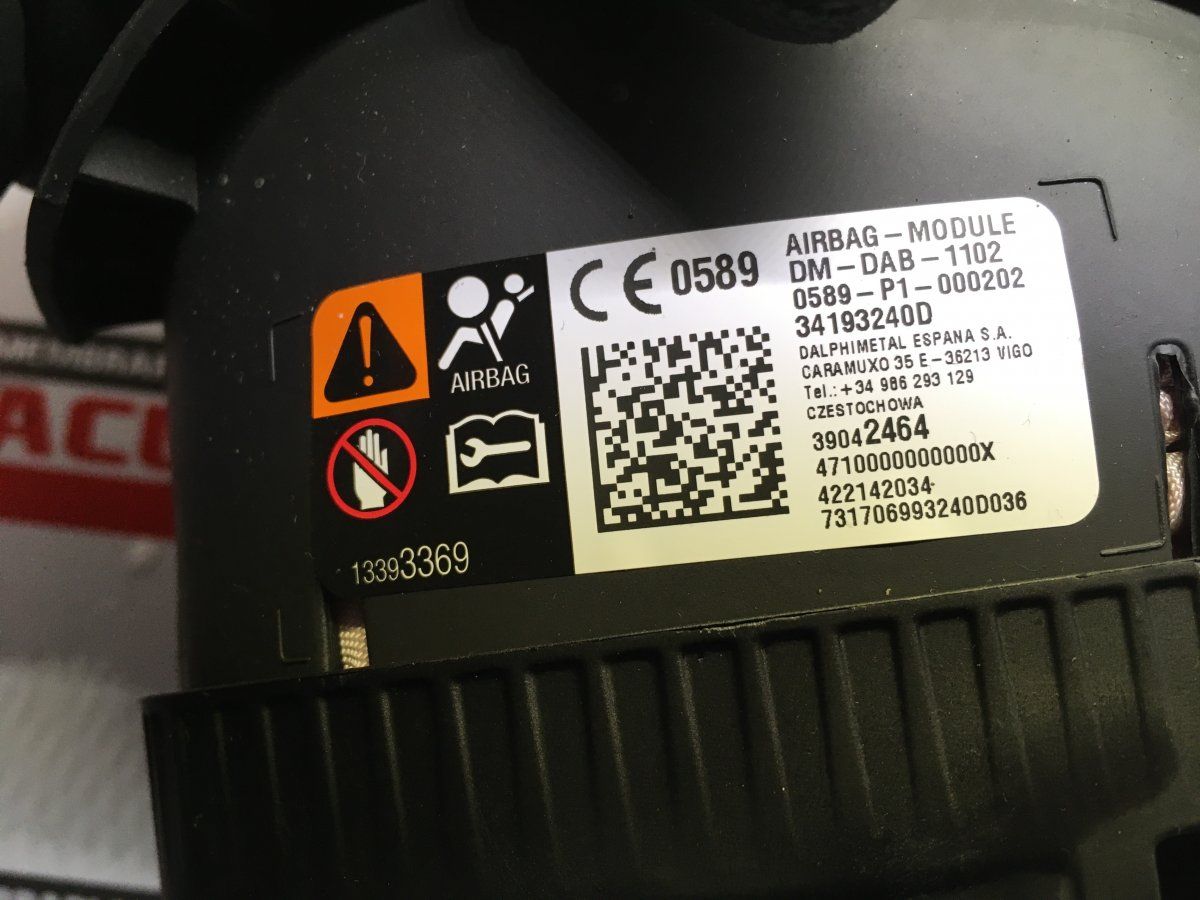 AIRBAG
13393369
CE 0589
AIRBAG-MODULE
DM-DAB-1102
0589-P1-000202
34193240D
DALPHIMETAL ESPANA S.A.
CARAMUXO 35 E-36213 VIGO
Tel.: +34 986 293 129
CZESTOCHOWA
39042464
4710000000000X
422142034
731706993240D036